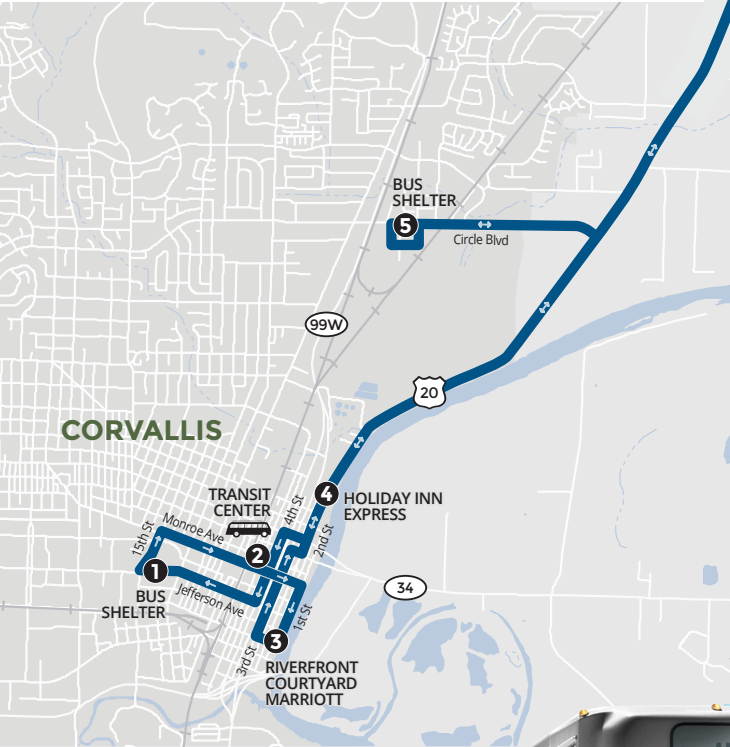 BUS
SHELTER
5
Circle Blvd
99W
20
CORVALLIS
TRANSIT
CENTER
4th St
4
HOLIDAY INN
EXPRESS
15th St
Monroe Ave
2
2nd St
1
BUS
SHELTER
Jefferson Ave
34
1st St
3rd St
3
RIVERFRONT
COURTYARD
MARRIOTT